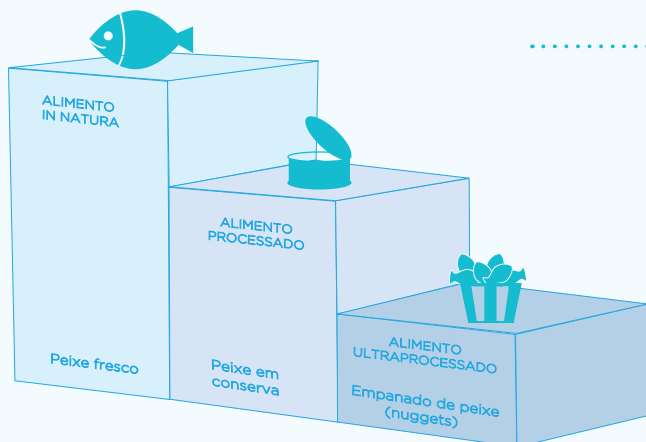 ALIMENTO
IN NATURA
Peixe fresco
ALIMENTO
PROCESSADO
Peixe em
conserva
ALIMENTO
ULTRAPROCESSADO
Empanado de peixe
(nuggets)